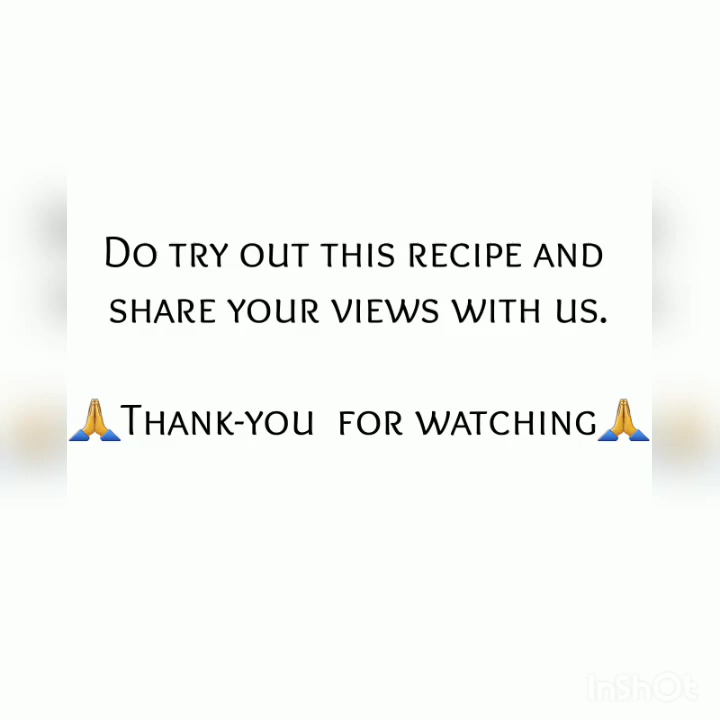 Do try out this recipe and
share your views with us.
🙏Thank-you for watching🙏
InShOt